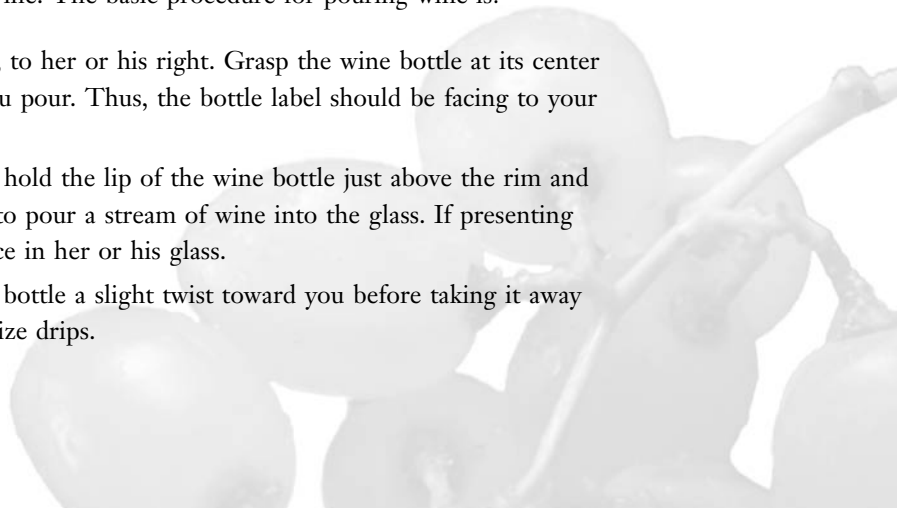 The basic procedure for pouring wine is:
to her or his right. Grasp the wine bottle at its center
u pour. Thus, the bottle label should be facing to your
hold the lip of the wine bottle just above the rim and
to pour a stream of wine into the glass. If presenting
ce in her or his glass.
bottle a slight twist toward you before taking it away
ize drips.